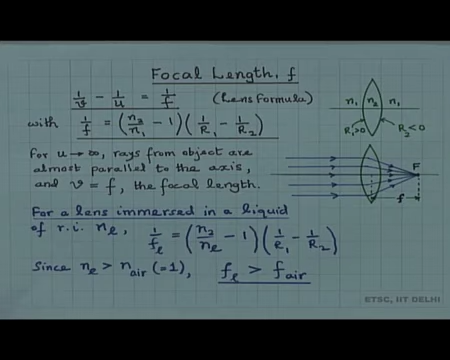 Focal Length, f
1/v - 1/u = 1/f (Lens Formula)
with 1/f = (n₂/n₁ - 1)(1/R₁ - 1/R₂)
For u → ∞, rays from object are
almost parallel to the axis,
and v = f, the focal length.
For a lens immersed in a liquid
of r.i. nₗ, 1/fₗ = (n₂/nₗ - 1)(1/R₁ - 1/R₂)
Since nₗ > n_air (=1), fₗ > f_air
n₁ n₂ n₁
R₁>0 R₂<0
F
f
ETSC, IIT DELHI